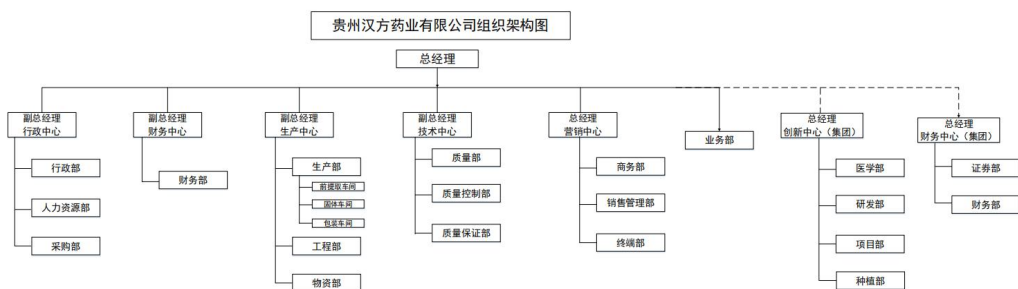 贵州汉方药业有限公司组织架构图
总经理
副总经理
行政中心
行政部
人力资源部
采购部
副总经理
财务中心
财务部
副总经理
生产中心
生产部
前提取车间
固体车间
包装车间
工程部
物资部
副总经理
技术中心
质量部
质量控制部
质量保证部
总经理
营销中心
商务部
销售管理部
终端部
业务部
总经理
创新中心（集团）
医学部
研发部
项目部
种植部
总经理
财务中心（集团）
证券部
财务部